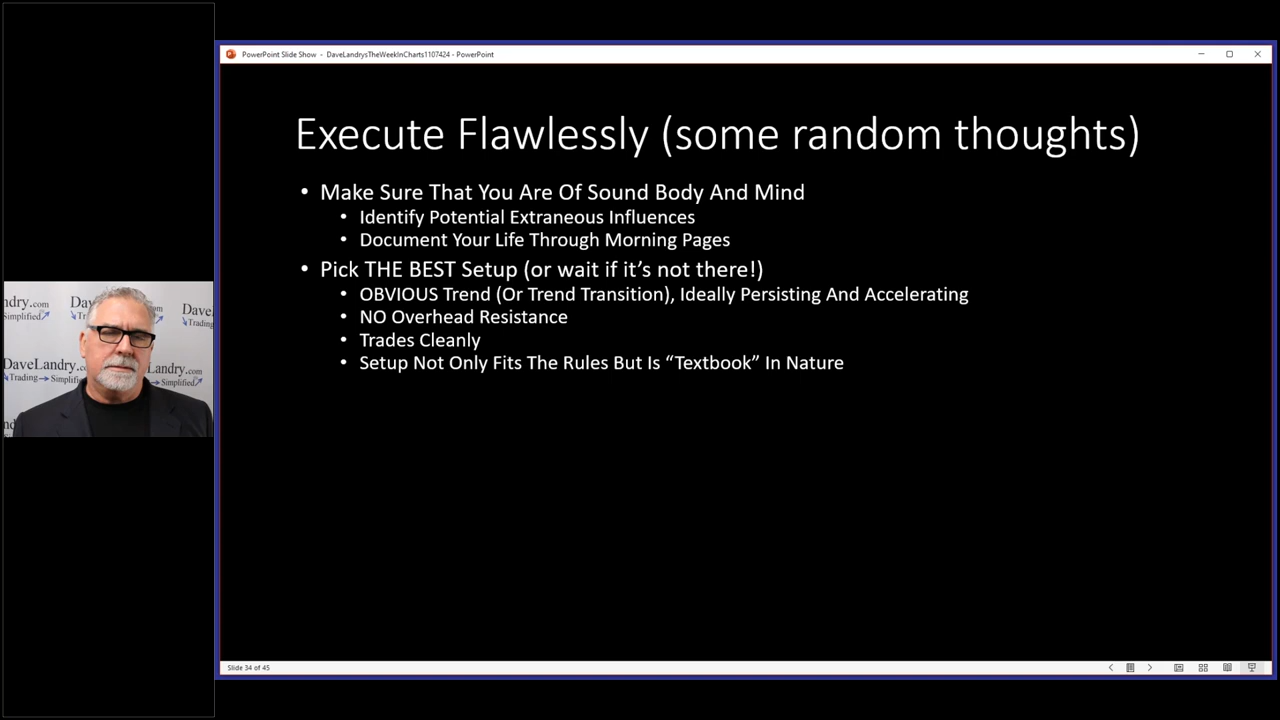 PowerPoint Slide Show - DaveLandrysTheWeekInCharts1107424 - PowerPoint
Execute Flawlessly (some random thoughts)
• Make Sure That You Are Of Sound Body And Mind
• Identify Potential Extraneous Influences
• Document Your Life Through Morning Pages
• Pick THE BEST Setup (or wait if it’s not there!)
• OBVIOUS Trend (Or Trend Transition), Ideally Persisting And Accelerating
• NO Overhead Resistance
• Trades Cleanly
• Setup Not Only Fits The Rules But Is “Textbook” In Nature
ndry.com
Simplified
DaveLandry.com
Trading Simplified
Slide 34 of 45